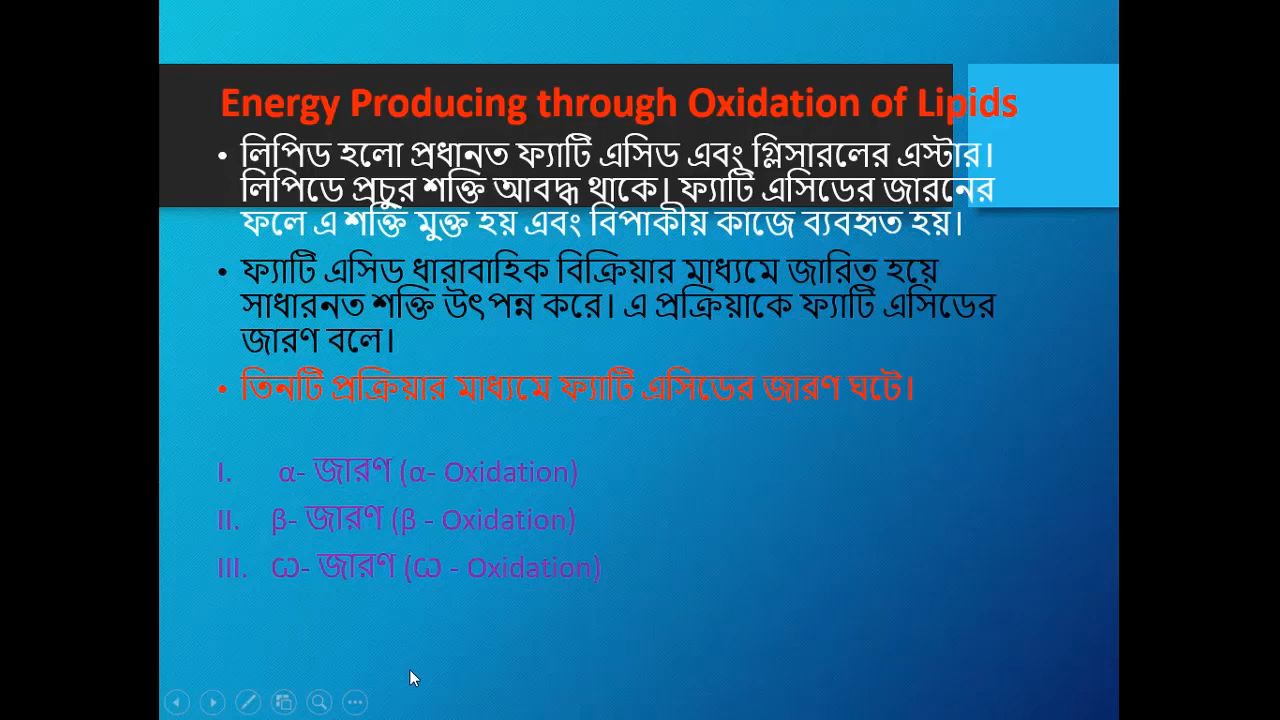 Energy Producing through Oxidation of Lipids
• লিপিড হলো প্রধানত ফ্যাটি এসিড এবং গ্লিসারলের এস্টার।
লিপিডে প্রচুর শক্তি আবদ্ধ থাকে। ফ্যাটি এসিডের জারনের
ফলে এ শক্তি মুক্ত হয় এবং বিপাকীয় কাজে ব্যবহৃত হয়।
• ফ্যাটি এসিড ধারাবাহিক বিক্রিয়ার মাধ্যমে জারিত হয়ে
সাধারনত শক্তি উৎপন্ন করে। এ প্রক্রিয়াকে ফ্যাটি এসিডের
জারণ বলে।
• তিনটি প্রক্রিয়ার মাধ্যমে ফ্যাটি এসিডের জারণ ঘটে।
I. α- জারণ (α- Oxidation)
II. β- জারণ (β - Oxidation)
III. ω- জারণ (ω - Oxidation)